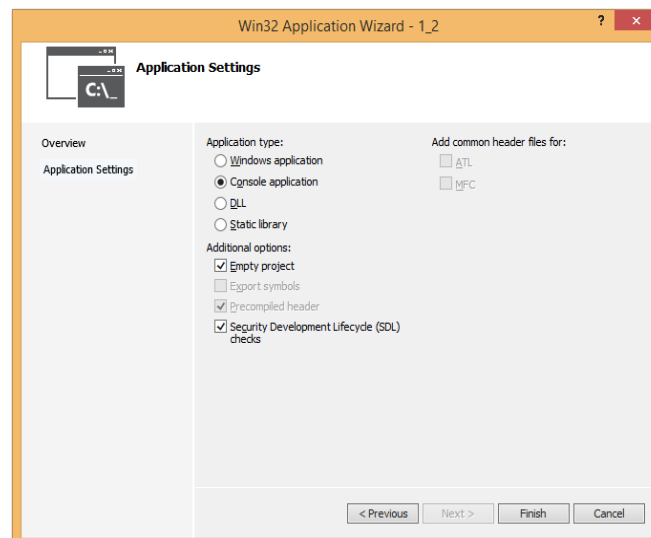 Win32 Application Wizard - 1_2
? x
C:\_
Application Settings
Overview
Application Settings
Application type:
Windows application
Console application
DLL
Static library
Additional options:
Empty project
Export symbols
Precompiled header
Security Development Lifecycle (SDL)
checks
Add common header files for:
ATL
MFC
< Previous
Next >
Finish
Cancel